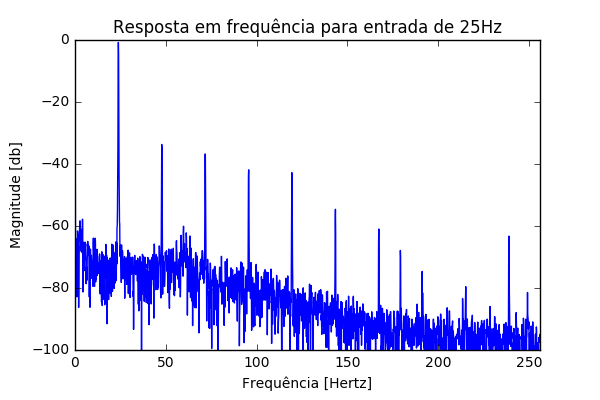 Resposta em frequência para entrada de 25Hz
0
−20
−40
−60
−80
−100
Magnitude [db]
0 50 100 150 200 250
Frequência [Hertz]